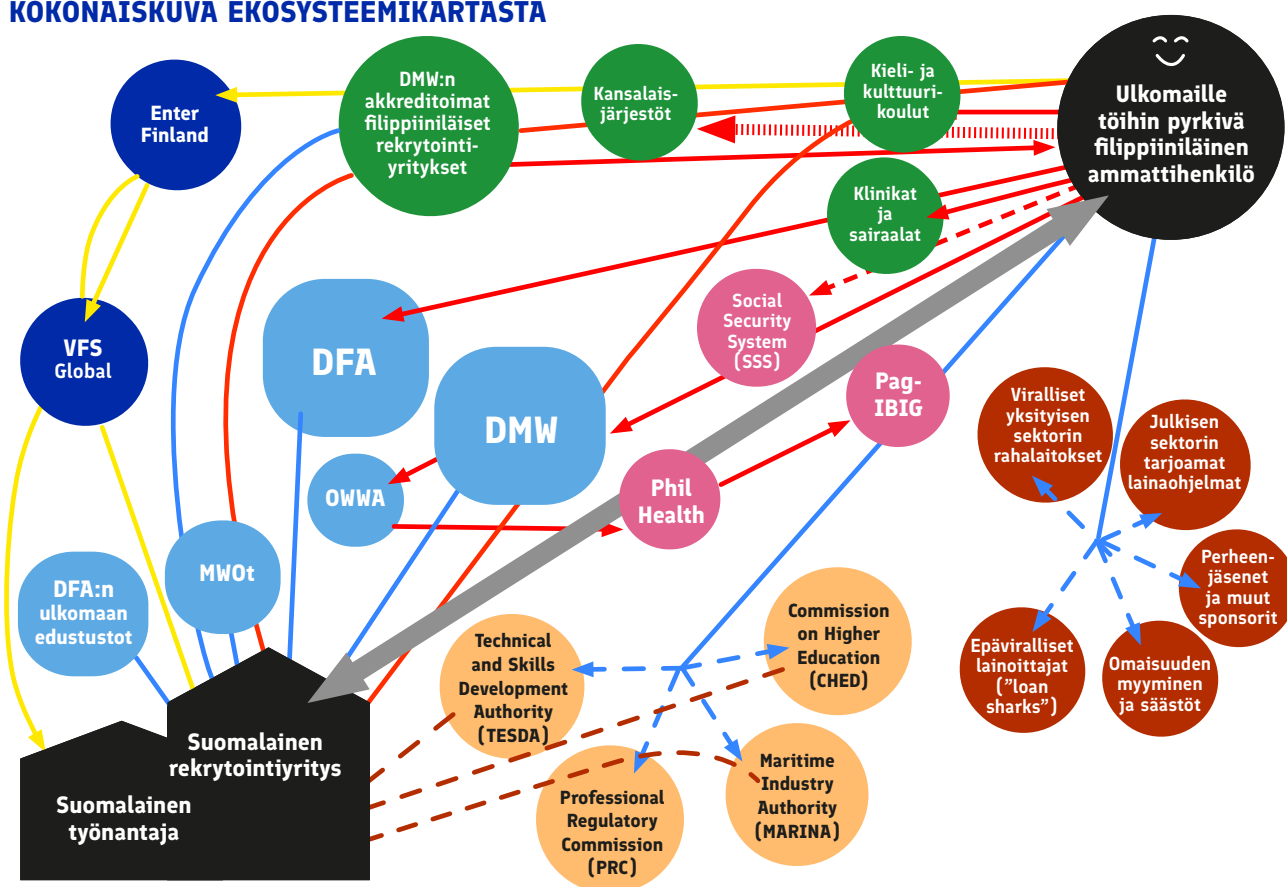 KOKONAISKUVA EKOSYSTEEMIKARTASTA
Enter
Finland
DMW:n
akkreditoimat
filippiiniläiset
rekrytointi-
yritykset
Kansalais-
järjestöt
Kieli- ja
kulttuuri-
koulut
Ulkomaille
töihin pyrkivä
filippiiniläinen
ammattihenkilö
Klinikat
ja
sairaalat
VFS
Global
DFA
Social
Security
System
(SSS)
DMW
Pag-
IBIG
Viralliset
yksityisen
sektorin
rahalaitokset
Julkisen
sektorin
tarjoamat
lainaohjelmat
OWWA
Phil
Health
MWOt
DFA:n
ulkomaan
edustustot
Perheen-
jäsenet
ja muut
sponsorit
Technical
and Skills
Development
Authority
(TESDA)
Commission
on Higher
Education
(CHED)
Epäviralliset
lainoittajat
("loan
sharks")
Omaisuuden
myyminen
ja säästöt
Suomalainen
rekrytointiyritys
Suomalainen
työnantaja
Professional
Regulatory
Commission
(PRC)
Maritime
Industry
Authority
(MARINA)